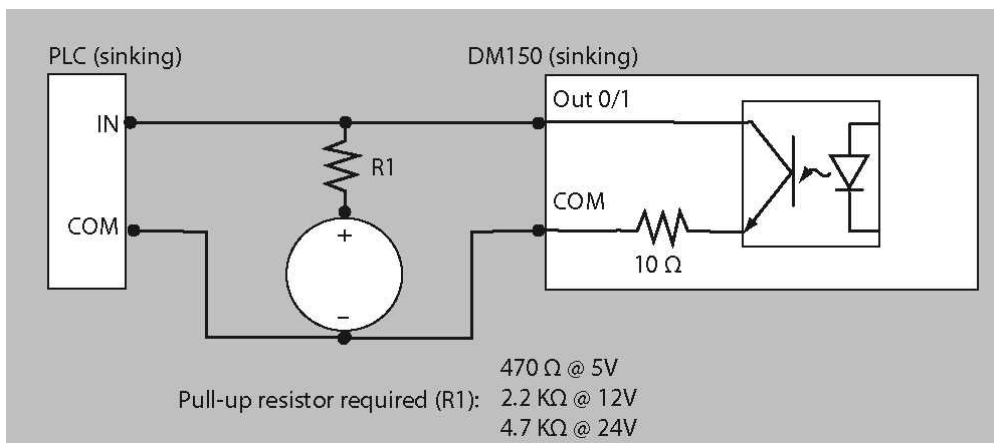 PLC (sinking)
DM150 (sinking)
Out 0/1
IN
R1
COM
COM
+
10 Ω
–
470 Ω @ 5V
Pull-up resistor required (R1): 2.2 KΩ @ 12V
4.7 KΩ @ 24V